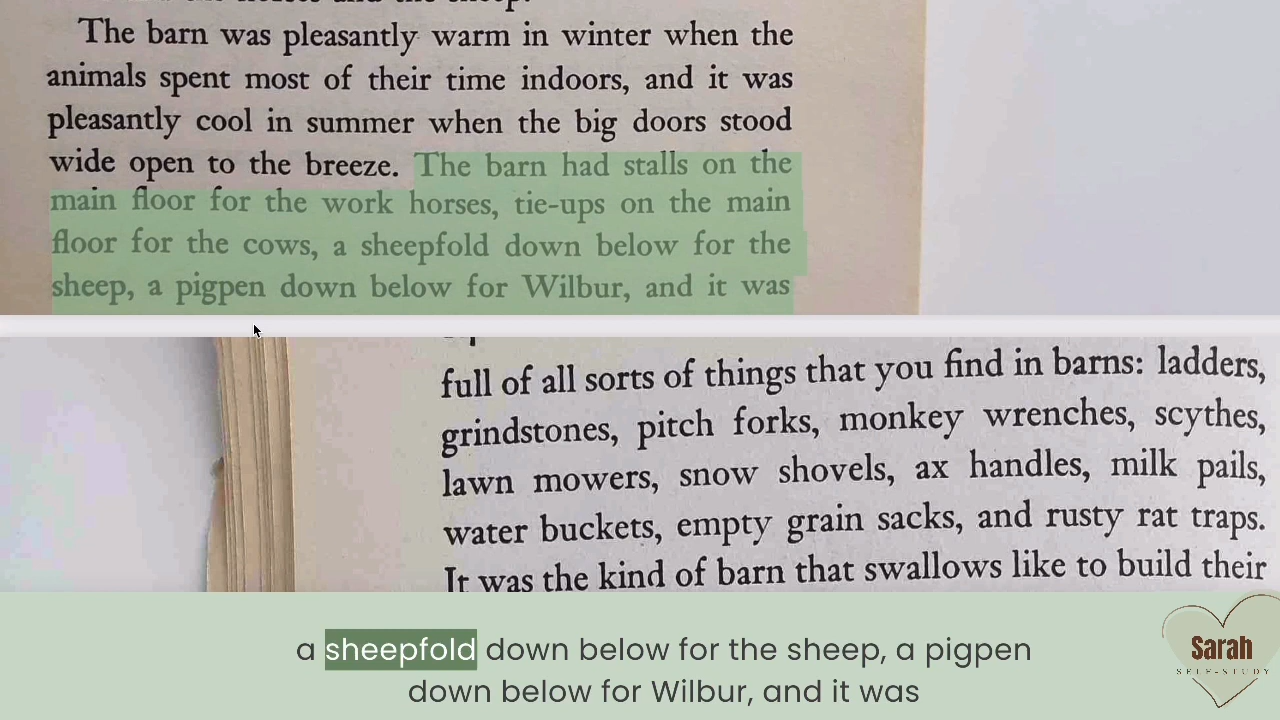 The barn was pleasantly warm in winter when the
animals spent most of their time indoors, and it was
pleasantly cool in summer when the big doors stood
wide open to the breeze. The barn had stalls on the
main floor for the work horses, tie-ups on the main
floor for the cows, a sheepfold down below for the
sheep, a pigpen down below for Wilbur, and it was
full of all sorts of things that you find in barns: ladders,
grindstones, pitch forks, monkey wrenches, scythes,
lawn mowers, snow shovels, ax handles, milk pails,
water buckets, empty grain sacks, and rusty rat traps.
It was the kind of barn that swallows like to build their
a sheepfold down below for the sheep, a pigpen
down below for Wilbur, and it was
Sarah
SELF-STUDY